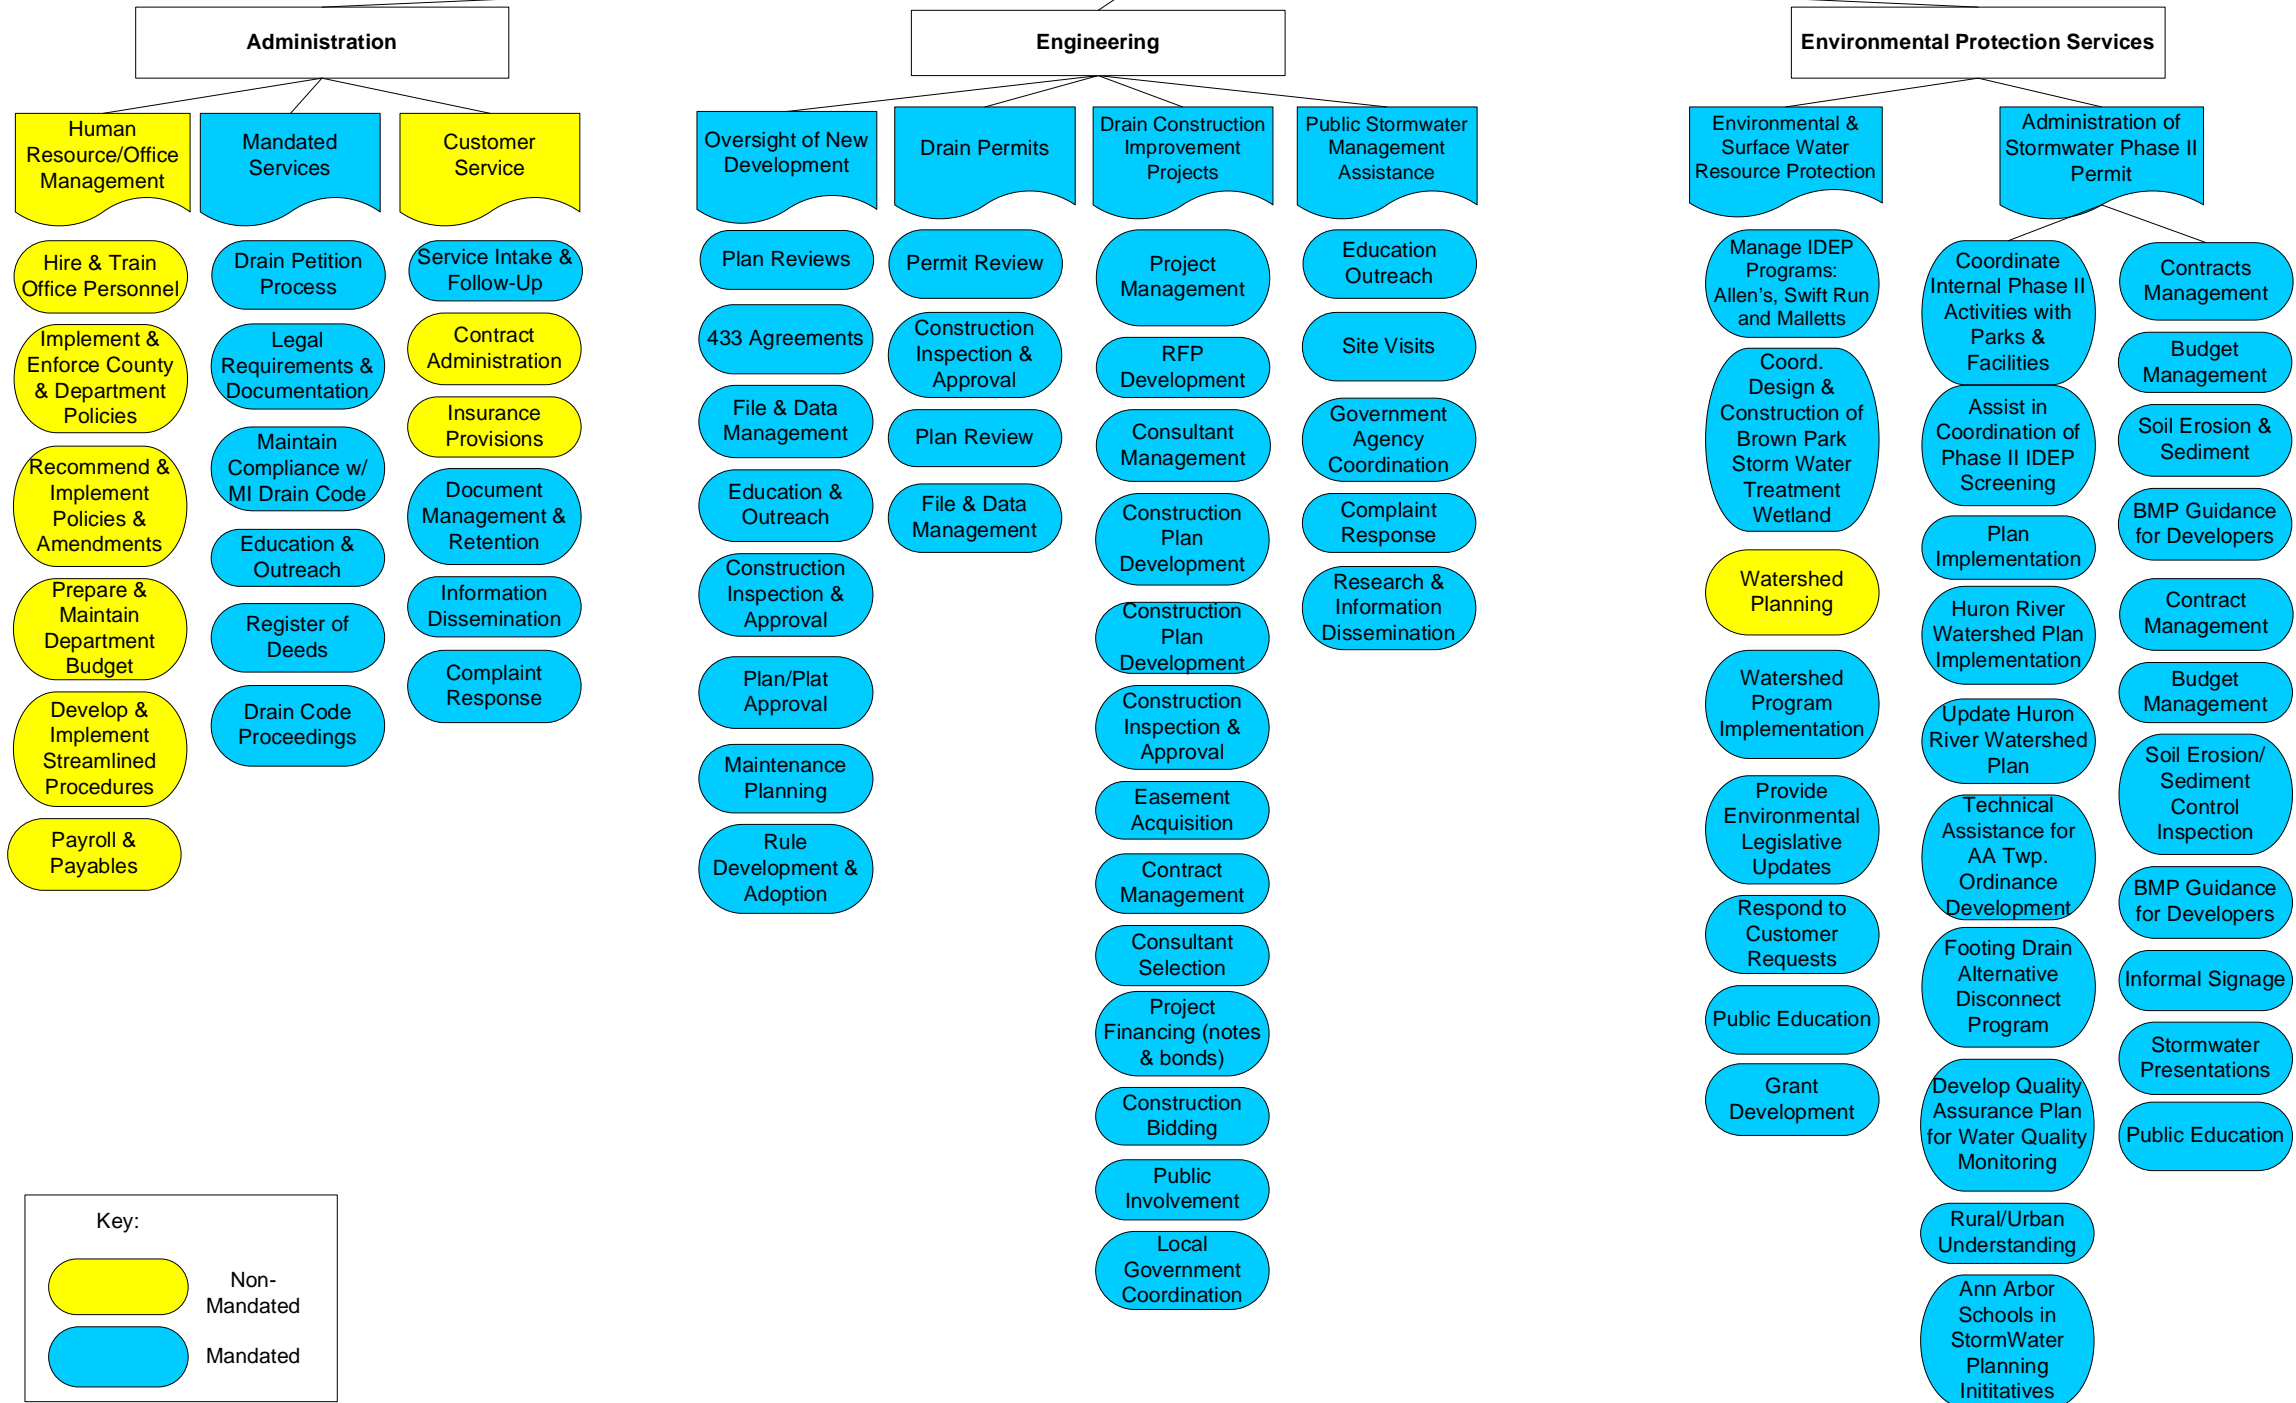 Administration
Human
Resource/Office
Management
Hire & Train
Office Personnel
Implement &
Enforce County
& Department
Policies
Recommend &
Implement
Policies &
Amendments
Prepare &
Maintain
Department
Budget
Develop &
Implement
Streamlined
Procedures
Payroll &
Payables
Mandated
Services
Drain Petition
Process
Legal
Requirements &
Documentation
Maintain
Compliance w/
MI Drain Code
Education &
Outreach
Register of
Deeds
Drain Code
Proceedings
Customer
Service
Service Intake &
Follow-Up
Contract
Administration
Insurance
Provisions
Document
Management &
Retention
Information
Dissemination
Complaint
Response
Engineering
Oversight of New
Development
Plan Reviews
433 Agreements
File & Data
Management
Education &
Outreach
Construction
Inspection &
Approval
Plan/Plat
Approval
Maintenance
Planning
Rule
Development &
Adoption
Drain Permits
Permit Review
Construction
Inspection &
Approval
Plan Review
File & Data
Management
Drain Construction
Improvement
Projects
Project
Management
RFP
Development
Consultant
Management
Construction
Plan
Development
Construction
Plan
Development
Construction
Inspection &
Approval
Easement
Acquisition
Contract
Management
Consultant
Selection
Project
Financing (notes
& bonds)
Construction
Bidding
Public
Involvement
Local
Government
Coordination
Public Stormwater
Management
Assistance
Education
Outreach
Site Visits
Government
Agency
Coordination
Complaint
Response
Research &
Information
Dissemination
Environmental Protection Services
Environmental &
Surface Water
Resource Protection
Manage IDEP
Programs:
Allen's, Swift Run
and Malletts
Coord.
Design &
Construction of
Brown Park
Storm Water
Treatment
Wetland
Watershed
Planning
Watershed
Program
Implementation
Provide
Environmental
Legislative
Updates
Respond to
Customer
Requests
Public Education
Grant
Development
Administration of
Stormwater Phase II
Permit
Coordinate
Internal Phase II
Activities with
Parks &
Facilities
Assist in
Coordination of
Phase II IDEP
Screening
Plan
Implementation
Huron River
Watershed Plan
Implementation
Update Huron
River Watershed
Plan
Technical
Assistance for
AA Twp.
Ordinance
Development
Footing Drain
Alternative
Disconnect
Program
Develop Quality
Assurance Plan
for Water Quality
Monitoring
Rural/Urban
Understanding
Ann Arbor
Schools in
StormWater
Planning
Inititatives
Contracts
Management
Budget
Management
Soil Erosion &
Sediment
BMP Guidance
for Developers
Contract
Management
Budget
Management
Soil Erosion/
Sediment
Control
Inspection
BMP Guidance
for Developers
Informal Signage
Stormwater
Presentations
Public Education
Key:
Non-
Mandated
Mandated